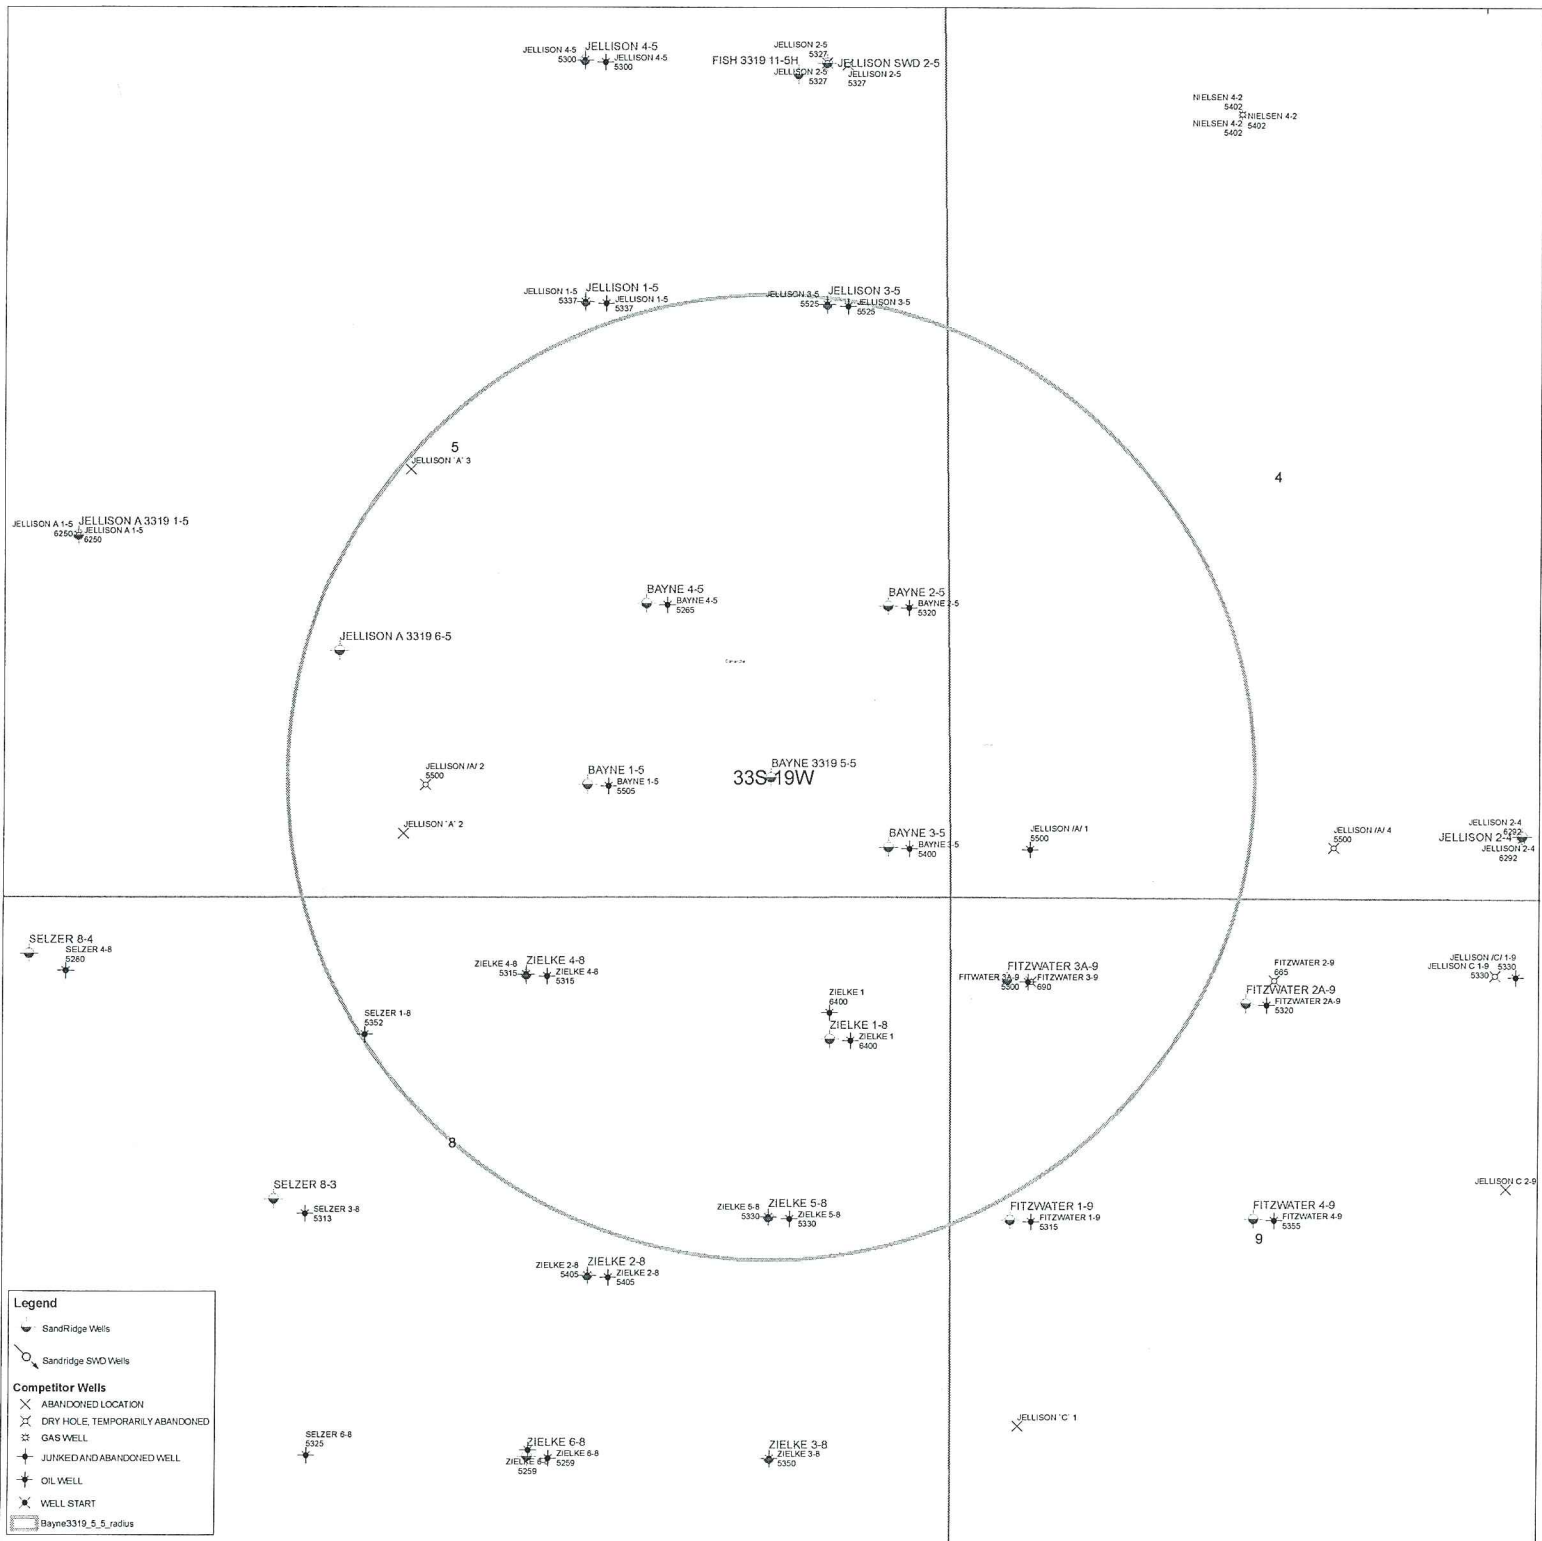 JELLISON 4-5
5300
JELLISON 4-5
JELLISON 4-5
5300
FISH 3319 11-5H
JELLISON 2-5
5327
JELLISON SWD 2-5
JELLISON 2-5
5327
JELLISON 2-5
5327
NIELSEN 4-2
5402
NIELSEN 4-2
5402
NIELSEN 4-2
5402
JELLISON 1-5
5337
JELLISON 1-5
JELLISON 1-5
5337
JELLISON 3-5
5525
JELLISON 3-5
JELLISON 3-5
5525
5
JELLISON 'A' 3
4
JELLISON A 1-5
6250
JELLISON A 3319 1-5
JELLISON A 1-5
6250
BAYNE 4-5
BAYNE 4-5
5265
BAYNE 2-5
BAYNE 2-5
5320
JELLISON A 3319 6-5
JELLISON /A/ 2
5500
BAYNE 1-5
BAYNE 1-5
5505
BAYNE 3319 5-5
33S-19W
JELLISON 'A' 2
BAYNE 3-5
BAYNE 3-5
5400
JELLISON /A/ 1
5500
JELLISON /A/ 4
5500
JELLISON 2-4
6292
JELLISON 2-4
JELLISON 2-4
6292
SELZER 8-4
SELZER 4-8
5260
ZIELKE 4-8
5315
ZIELKE 4-8
ZIELKE 4-8
5315
FITZWATER 3A-9
FITWATER 3A-9
5300
FITZWATER 3-9
690
FITZWATER 2-9
665
FITZWATER 2A-9
FITZWATER 2A-9
5320
JELLISON /C/ 1-9
5330
JELLISON C 1-9
5330
SELZER 1-8
5352
ZIELKE 1
6400
ZIELKE 1-8
ZIELKE 1
6400
8
SELZER 8-3
SELZER 3-8
5313
ZIELKE 5-8
5330
ZIELKE 5-8
ZIELKE 5-8
5330
FITZWATER 1-9
FITZWATER 1-9
5315
JELLISON C 2-9
FITZWATER 4-9
FITZWATER 4-9
5355
9
ZIELKE 2-8
5405
ZIELKE 2-8
ZIELKE 2-8
5405
JELLISON 'C' 1
SELZER 6-8
5325
ZIELKE 6-8
ZIELKE 6-8
5259
ZIELKE 6-8
5259
ZIELKE 3-8
ZIELKE 3-8
5350
Legend
SandRidge Wells
Sandridge SWD Wells
Competitor Wells
ABANDONED LOCATION
DRY HOLE, TEMPORARILY ABANDONED
GAS WELL
JUNKED AND ABANDONED WELL
OIL WELL
WELL START
Bayne3319_5_5_radius